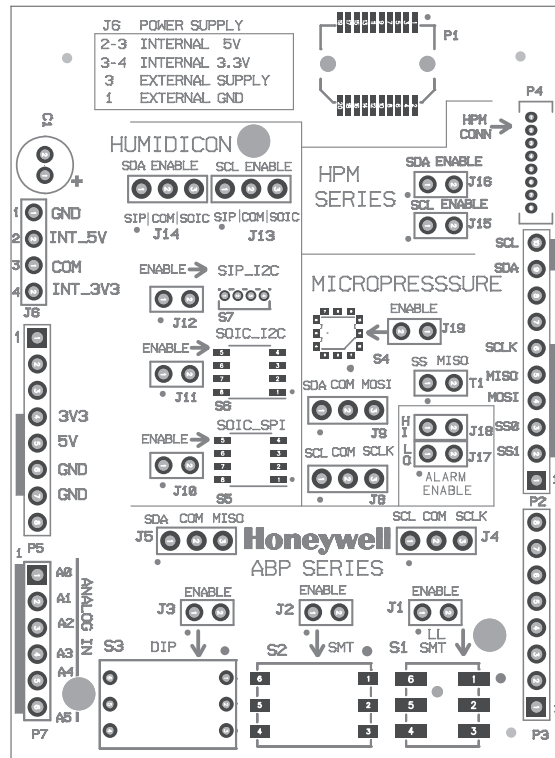 J6 POWER SUPPLY
2-3 INTERNAL 5V
3-4 INTERNAL 3.3V
3 EXTERNAL SUPPLY
1 EXTERNAL GND
P1
P4
C1
+
HUMIDICON
HPM CONN
SDA ENABLE
SCL ENABLE
SIP|COM|SOIC
SIP|COM|SOIC
J14
J13
HPM SERIES
SDA ENABLE
J16
SCL ENABLE
J15
1 GND
2 INT_5V
3 COM
4 INT_3V3
J6
ENABLE
SIP_I2C
S7
J12
ENABLE
SOIC_I2C
S6
J11
ENABLE
SOIC_SPI
S5
J10
MICROPRESSSURE
ENABLE
J19
S4
SS MISO
T1
SDA COM MOSI
J9
SCL COM SCLK
J8
HI
J18
LO
J17
ALARM ENABLE
SCL
SDA
SCLK
MISO
MOSI
SS0
SS1
P2
1
3V3
5V
GND
GND
P5
SDA COM MISO
J5
Honeywell
SCL COM SCLK
J4
ABP SERIES
1
A0
A1
A2
A3
A4
A5
ANALOG IN
P7
ENABLE
J3
S3
DIP
ENABLE
J2
S2
SMT
ENABLE
J1
S1
LL SMT
P3